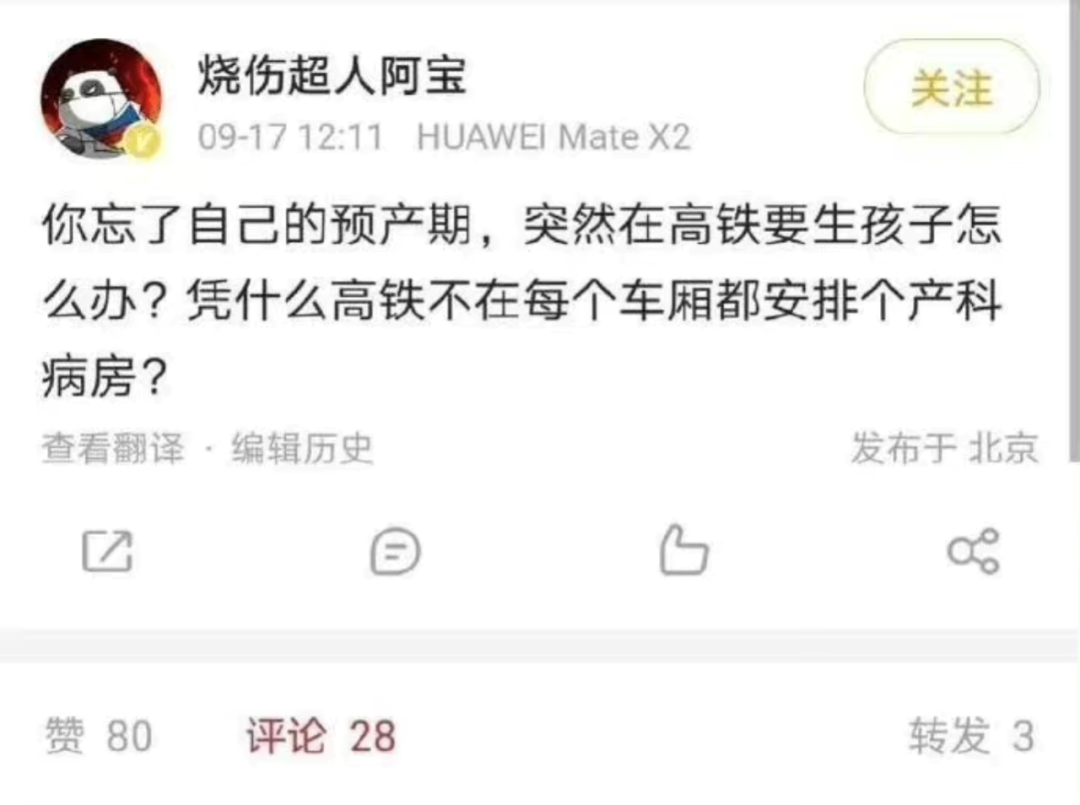 烧伤超人阿宝
关注
09-17 12:11 HUAWEI Mate X2
你忘了自己的预产期，突然在高铁要生孩子怎
么办？凭什么高铁不在每个车厢都安排个产科
病房？
查看翻译 · 编辑历史 发布于 北京
赞 80 评论 28 转发 3